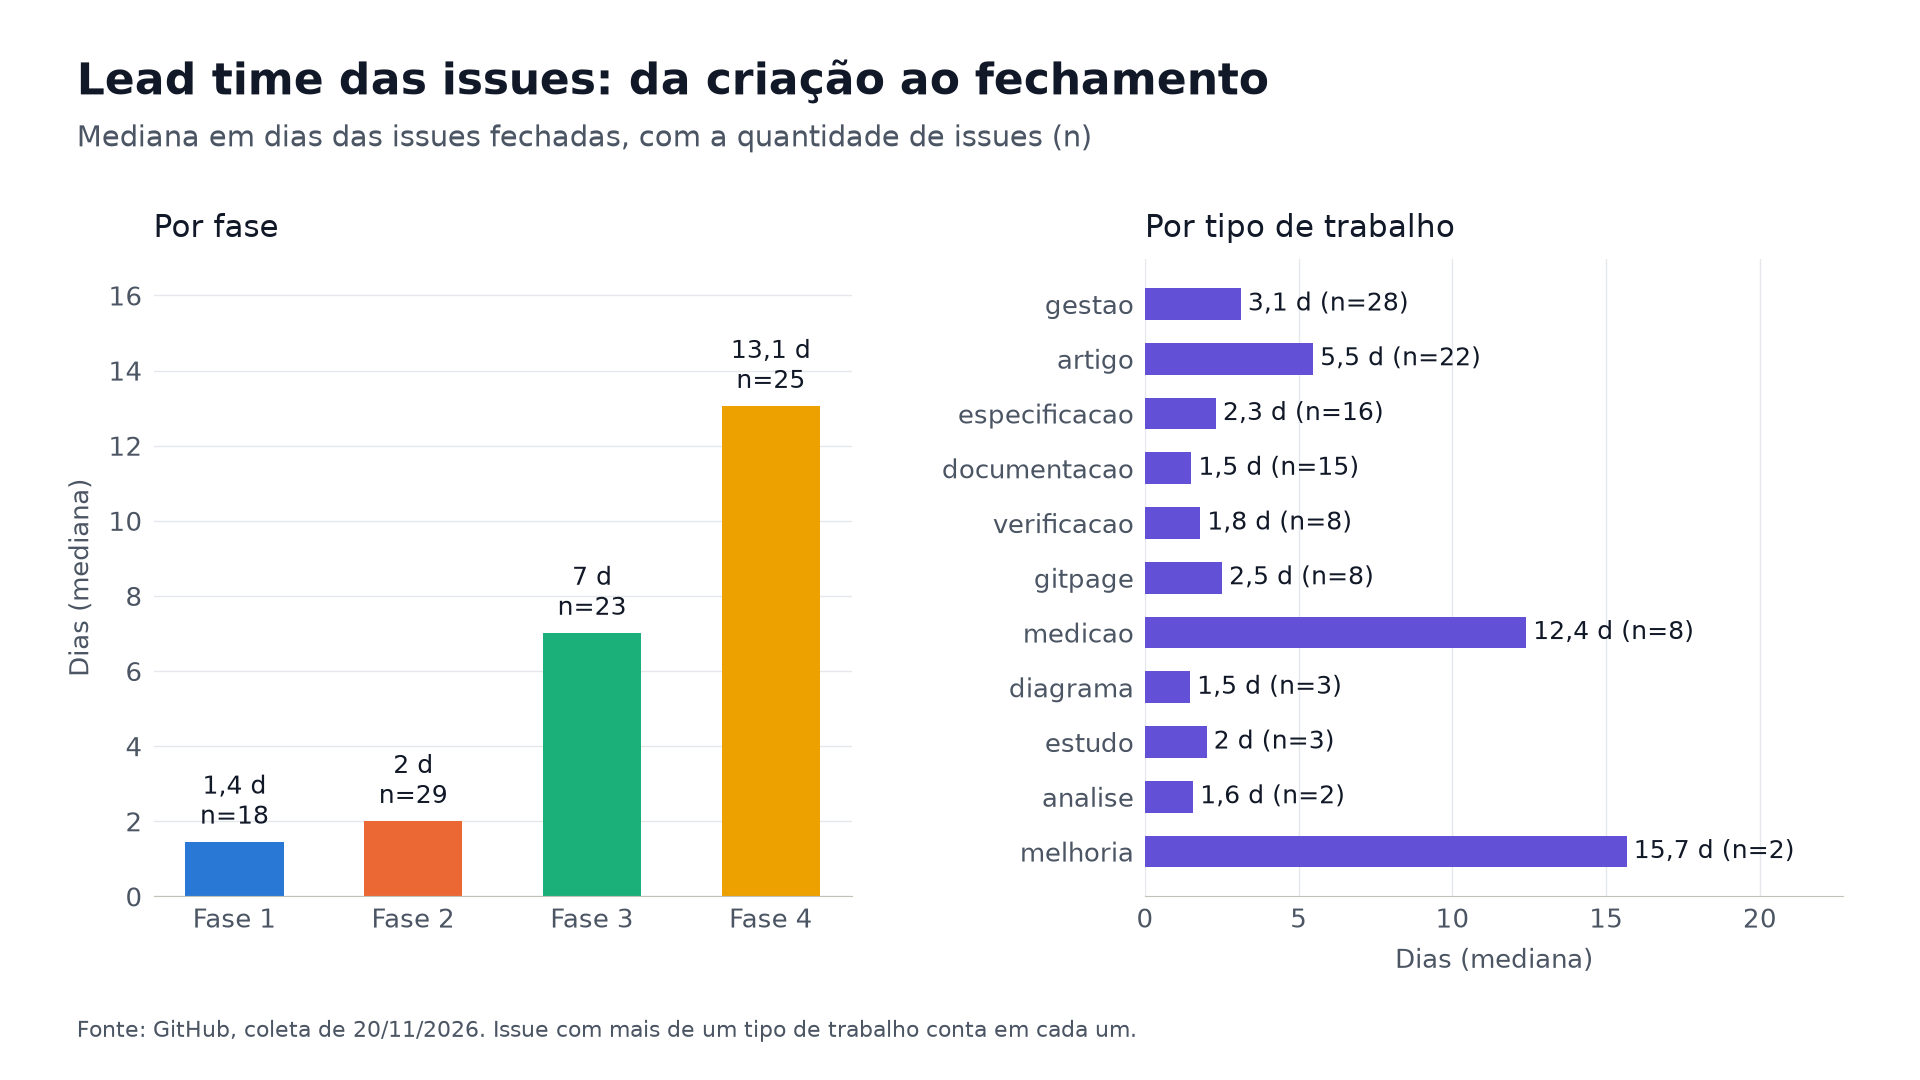 Lead time das issues: da criação ao fechamento
Mediana em dias das issues fechadas, com a quantidade de issues (n)
Por fase
Dias (mediana)
16
14
12
10
8
6
4
2
0
1,4 d
n=18
2 d
n=29
7 d
n=23
13,1 d
n=25
Fase 1
Fase 2
Fase 3
Fase 4
Por tipo de trabalho
gestao 3,1 d (n=28)
artigo 5,5 d (n=22)
especificacao 2,3 d (n=16)
documentacao 1,5 d (n=15)
verificacao 1,8 d (n=8)
gitpage 2,5 d (n=8)
medicao 12,4 d (n=8)
diagrama 1,5 d (n=3)
estudo 2 d (n=3)
analise 1,6 d (n=2)
melhoria 15,7 d (n=2)
0 5 10 15 20
Dias (mediana)
Fonte: GitHub, coleta de 20/11/2026. Issue com mais de um tipo de trabalho conta em cada um.